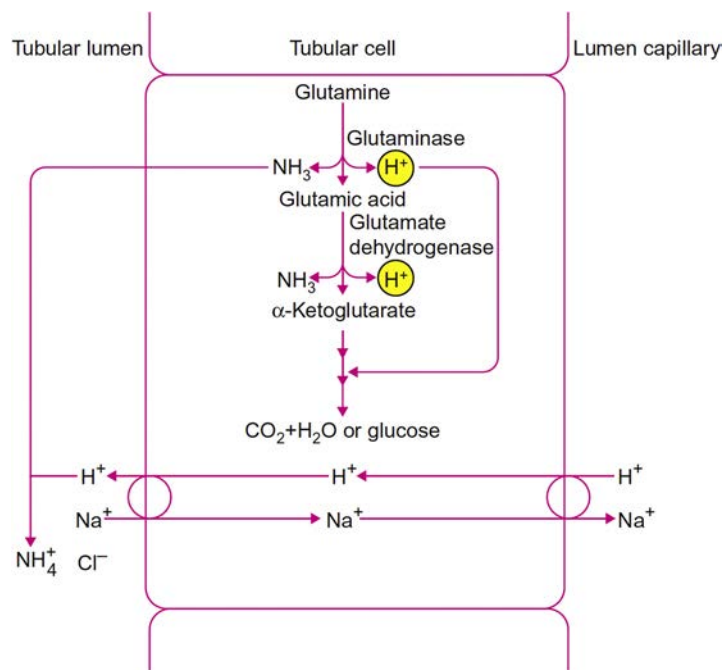 Tubular lumen Tubular cell Lumen capillary
Glutamine
Glutaminase
NH₃ H⁺
Glutamic acid
Glutamate
dehydrogenase
NH₃ H⁺
α-Ketoglutarate
CO₂+H₂O or glucose
H⁺ H⁺ H⁺
Na⁺ Na⁺ Na⁺
NH₄⁺ Cl⁻